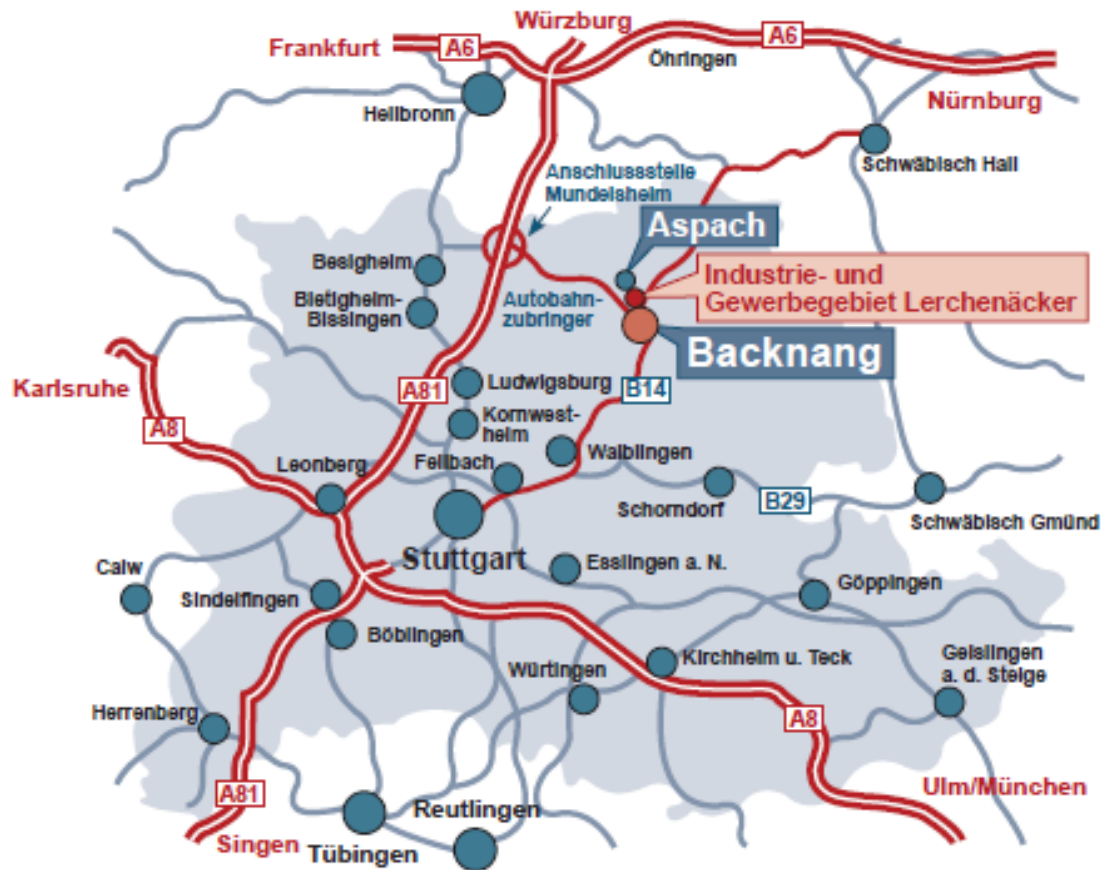 Würzburg
Frankfurt
A6
A6
Öhringen
Nürnburg
Heilbronn
Schwäbisch Hall
Anschlussstelle
Mundelsheim
Aspach
Besigheim
Industrie- und
Gewerbegebiet Lerchenäcker
Bietigheim-
Bissingen
Autobahn-
zubringer
Backnang
Karlsruhe
A81
Ludwigsburg
B14
A8
Kornwest-
heim
Leonberg
Fellbach
Waiblingen
Schorndorf
B29
Schwäbisch Gmünd
Stuttgart
Calw
Esslingen a. N.
Göppingen
Sindelfingen
Böblingen
Würtingen
Kirchheim u. Teck
Geislingen
a. d. Steige
Herrenberg
A8
A81
Ulm/München
Reutlingen
Singen
Tübingen